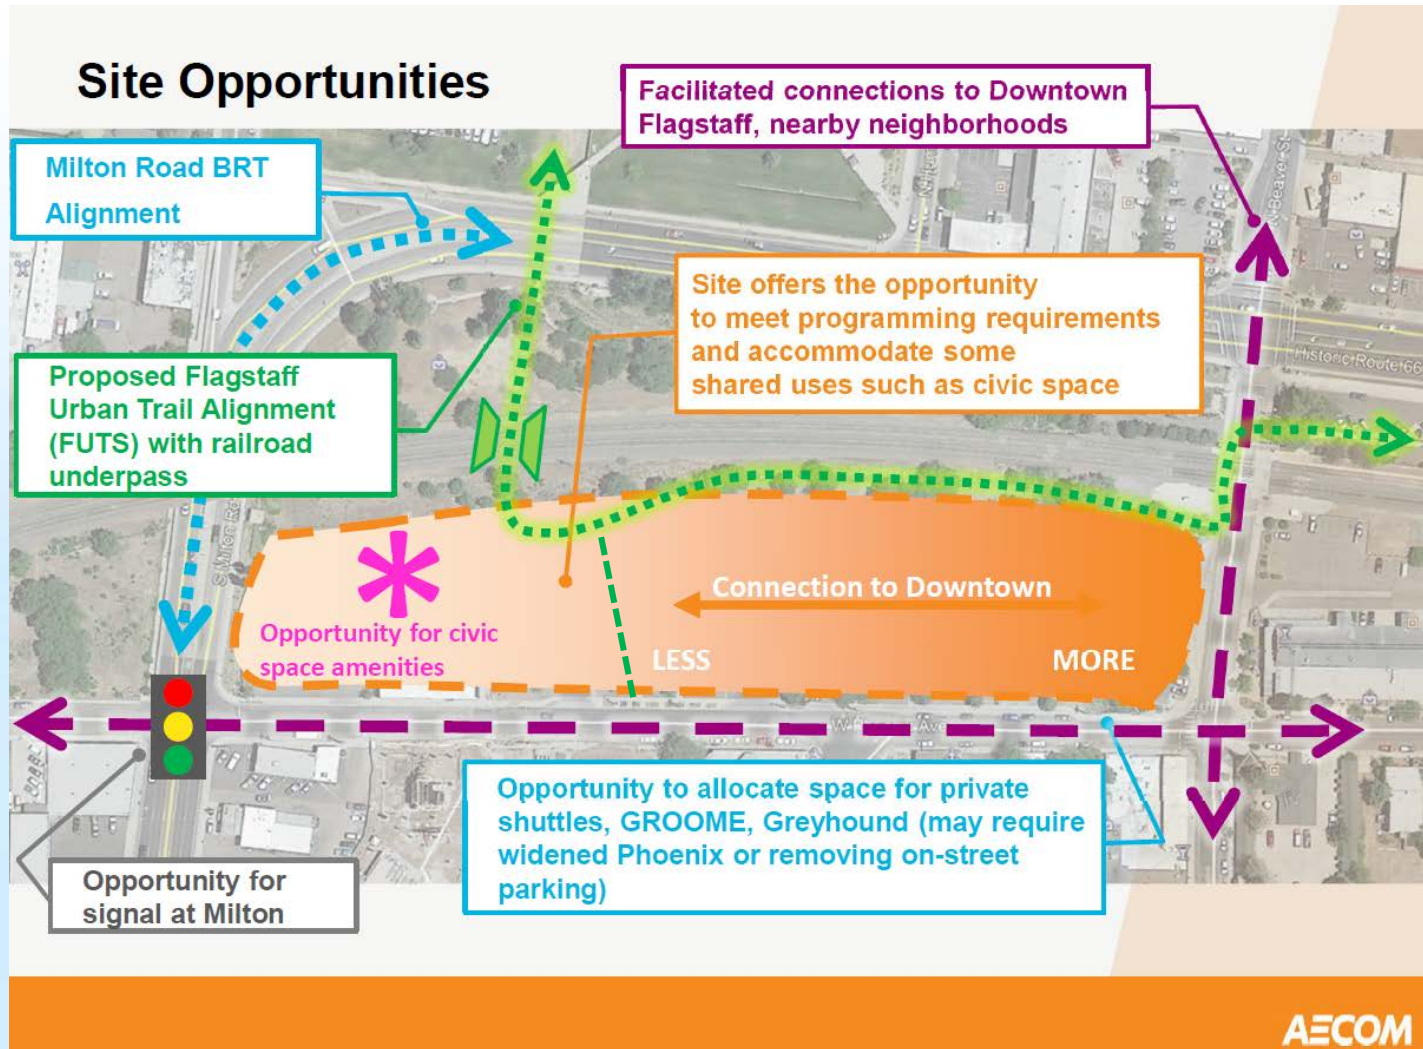 Site Opportunities
Facilitated connections to Downtown
Flagstaff, nearby neighborhoods
Milton Road BRT
Alignment
N Beaver St
Site offers the opportunity
to meet programming requirements
and accommodate some
shared uses such as civic space
Historic Route 66
Proposed Flagstaff
Urban Trail Alignment
(FUTS) with railroad
underpass
S Milton Rd
Connection to Downtown
Opportunity for civic
space amenities
LESS
MORE
Opportunity to allocate space for private
shuttles, GROOME, Greyhound (may require
widened Phoenix or removing on-street
parking)
Opportunity for
signal at Milton
AECOM